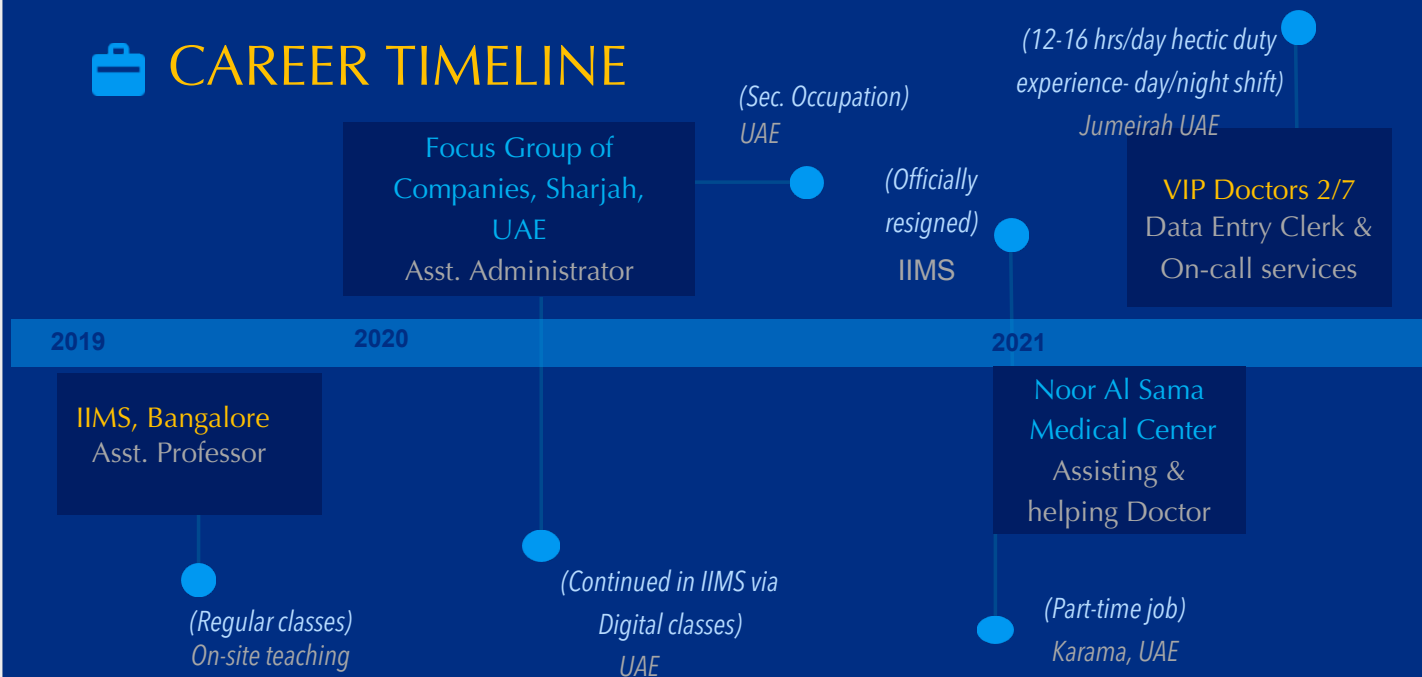 CAREER TIMELINE
(12-16 hrs/day hectic duty
experience- day/night shift)
Jumeirah UAE
(Sec. Occupation)
UAE
Focus Group of
Companies, Sharjah,
UAE
Asst. Administrator
(Officially
resigned)
IIMS
VIP Doctors 2/7
Data Entry Clerk &
On-call services
2019
2020
2021
IIMS, Bangalore
Asst. Professor
Noor Al Sama
Medical Center
Assisting &
helping Doctor
(Regular classes)
On-site teaching
(Continued in IIMS via
Digital classes)
UAE
(Part-time job)
Karama, UAE